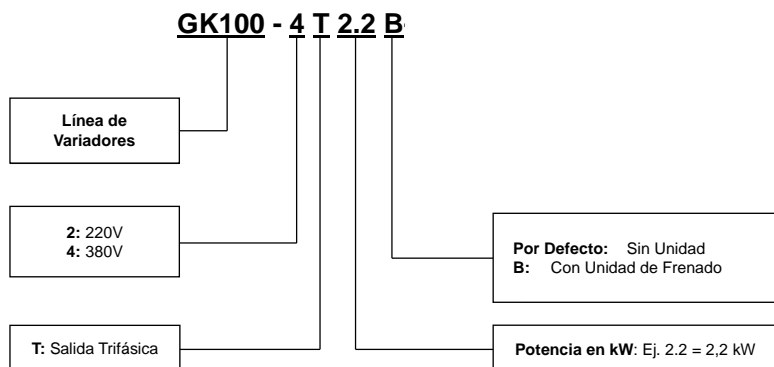 GK100 - 4 T 2.2 B
Línea de
Variadores
2: 220V
4: 380V
Por Defecto: Sin Unidad
B: Con Unidad de Frenado
T: Salida Trifásica
Potencia en kW: Ej. 2.2 = 2,2 kW